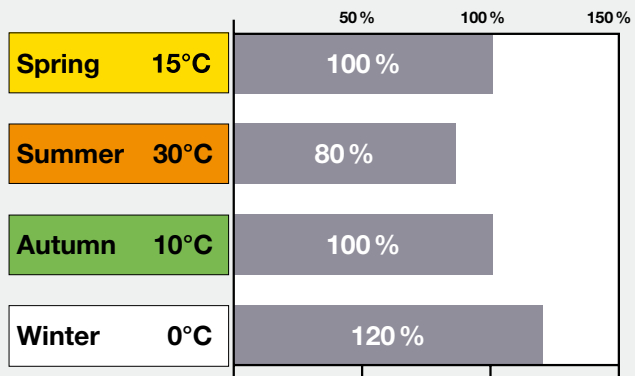 50 % 100 % 150 %
Spring 15°C 100 %
Summer 30°C 80 %
Autumn 10°C 100 %
Winter 0°C 120 %